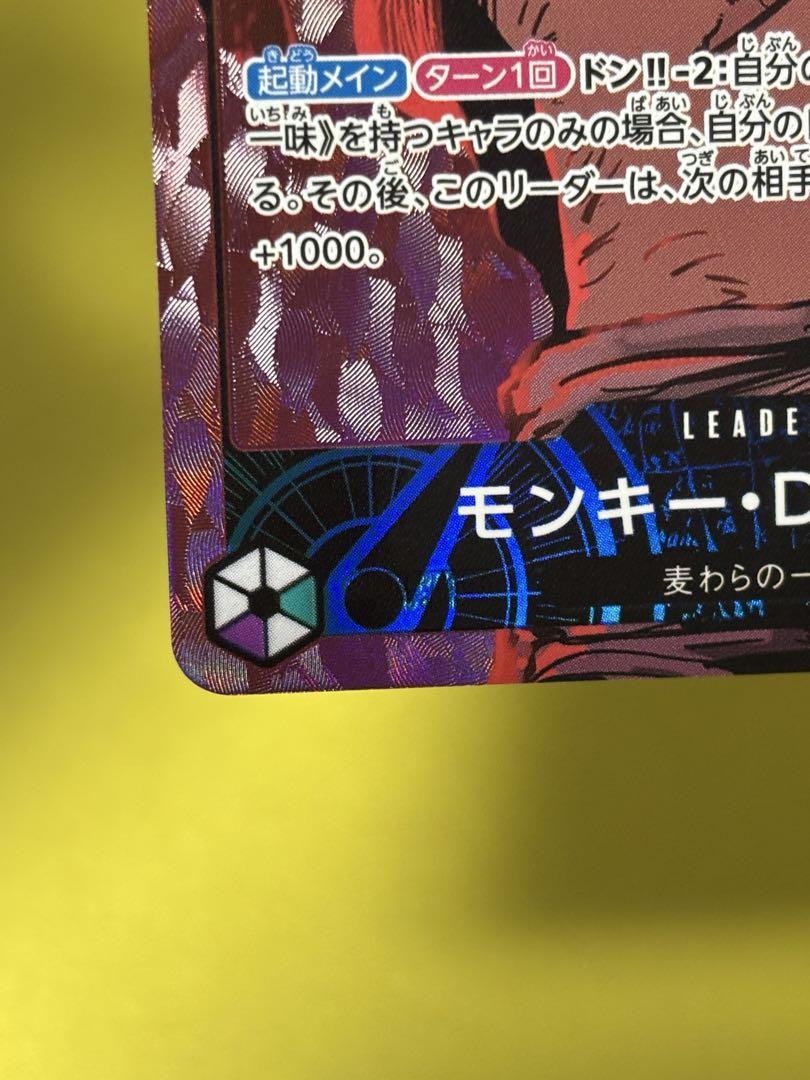 起動メイン ターン1回 ドン!!-2:自分の
一味》を持つキャラのみの場合、自分の
る。その後、このリーダーは、次の相手
+1000。
LEADE
モンキー・D
麦わらの一